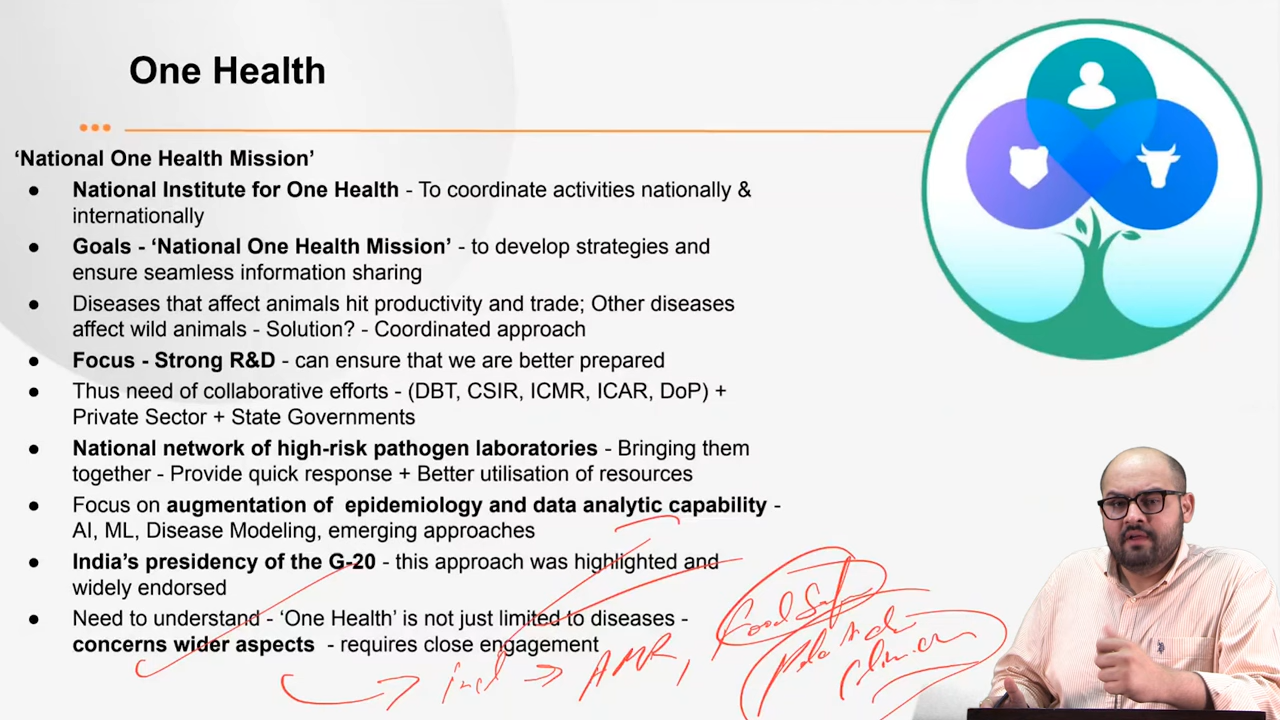 One Health
‘National One Health Mission’
● National Institute for One Health - To coordinate activities nationally &
internationally
● Goals - ‘National One Health Mission’ - to develop strategies and
ensure seamless information sharing
● Diseases that affect animals hit productivity and trade; Other diseases
affect wild animals - Solution? - Coordinated approach
● Focus - Strong R&D - can ensure that we are better prepared
● Thus need of collaborative efforts - (DBT, CSIR, ICMR, ICAR, DoP) +
Private Sector + State Governments
● National network of high-risk pathogen laboratories - Bringing them
together - Provide quick response + Better utilisation of resources
● Focus on augmentation of epidemiology and data analytic capability -
AI, ML, Disease Modeling, emerging approaches
● India’s presidency of the G-20 - this approach was highlighted and
widely endorsed
● Need to understand - ‘One Health’ is not just limited to diseases -
concerns wider aspects - requires close engagement
incl → AMR, Food